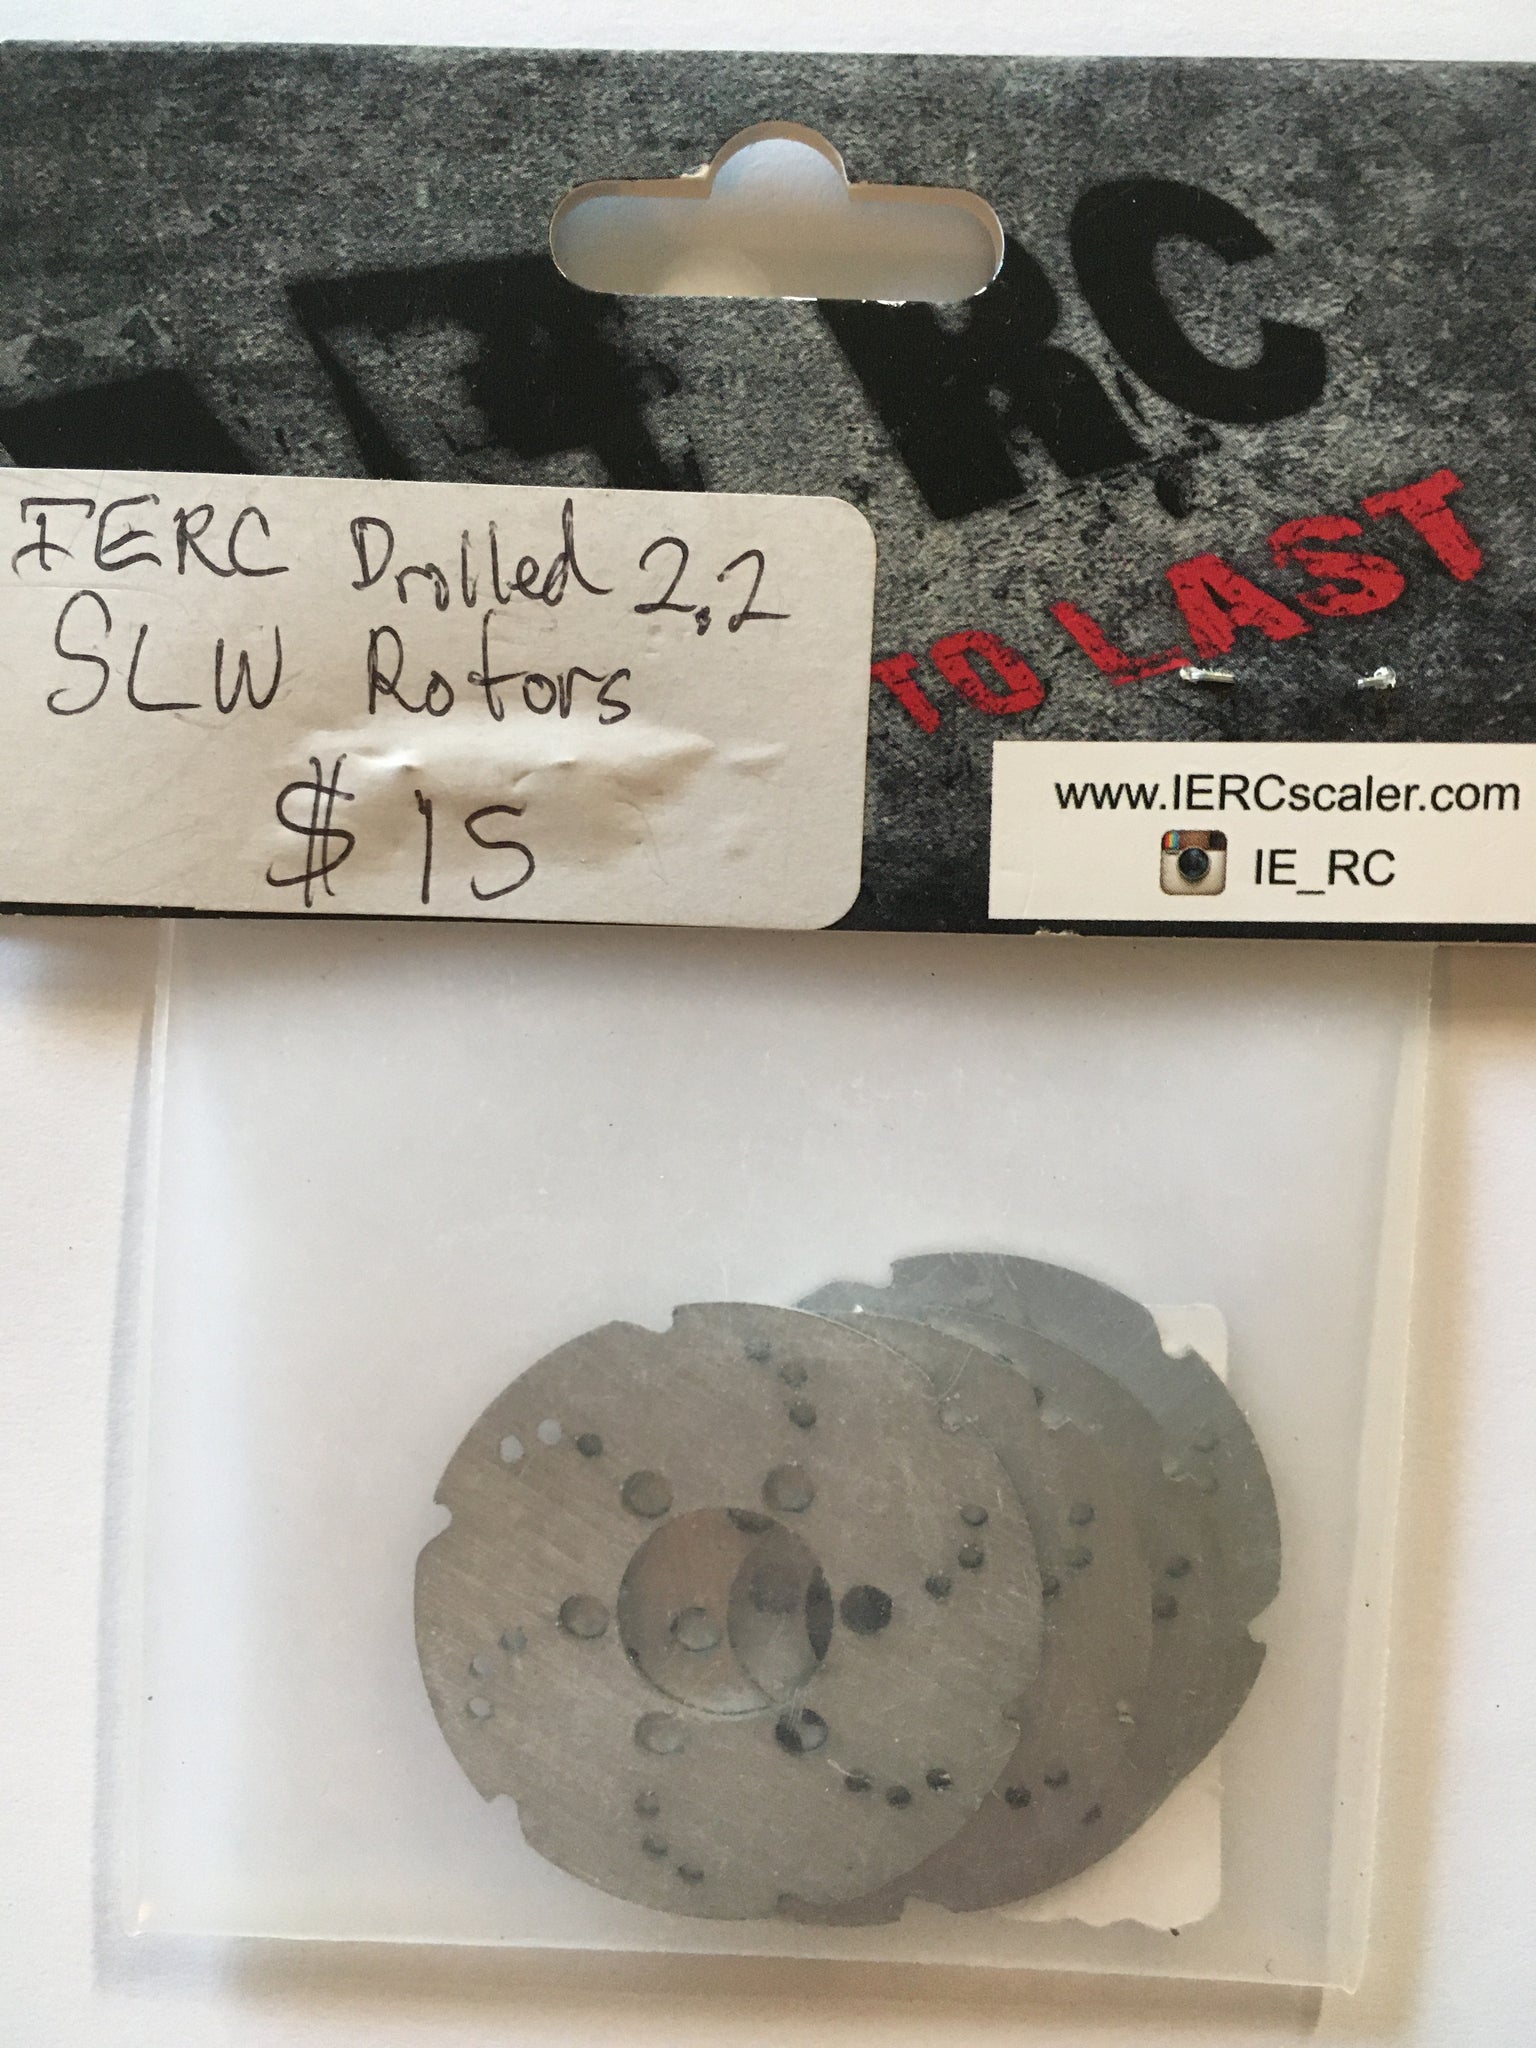 RC
TO LAST
IERC Drilled 2.2
SLW Rotors
$15
www.IERCscaler.com
IE_RC